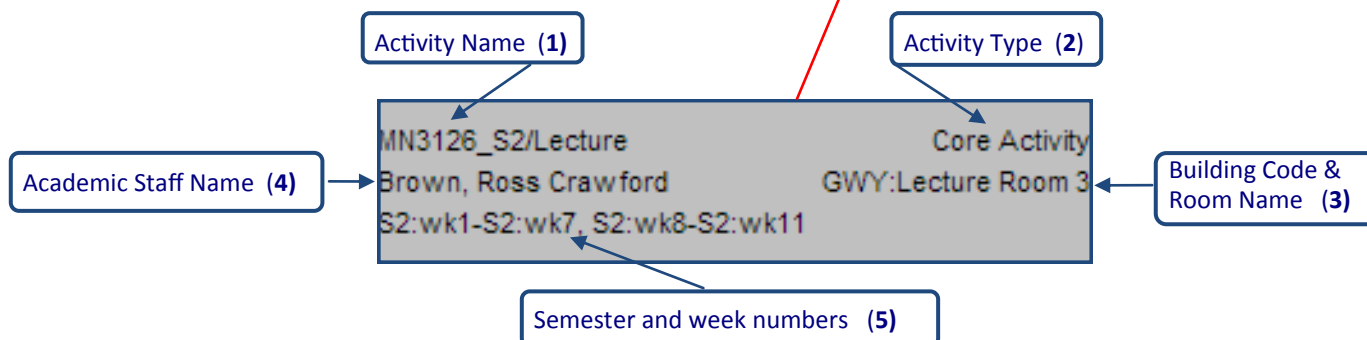 Activity Name (1)
Activity Type (2)
MN3126_S2/Lecture
Core Activity
Academic Staff Name (4)
Brown, Ross Crawford
GWY:Lecture Room 3
Building Code &
Room Name (3)
S2:wk1-S2:wk7, S2:wk8-S2:wk11
Semester and week numbers (5)